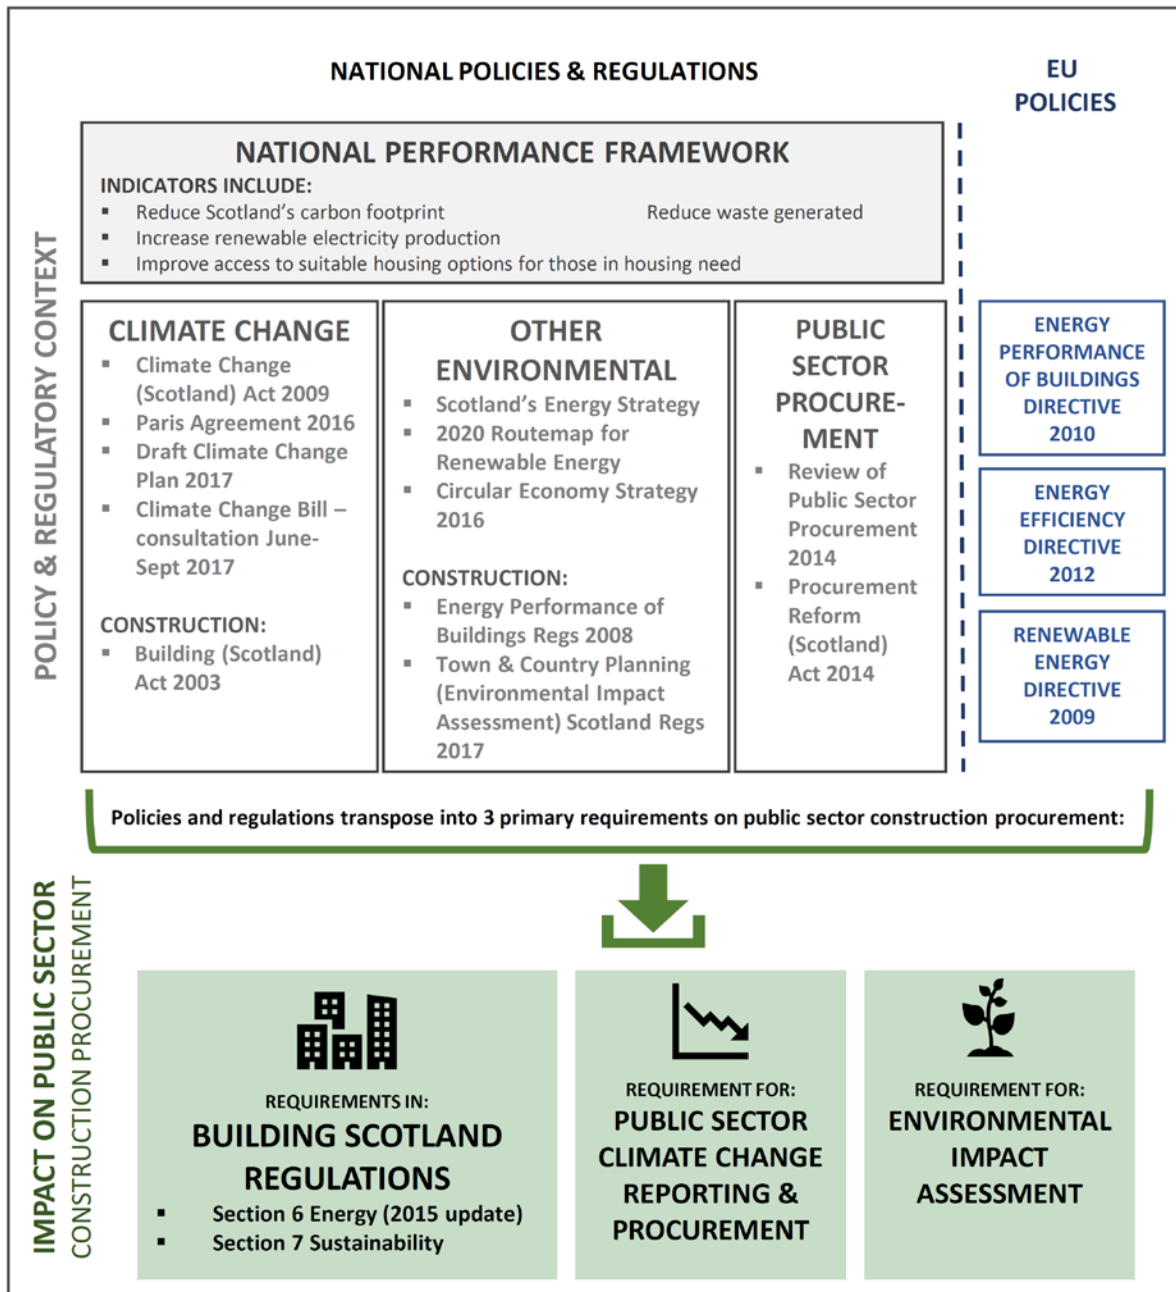 NATIONAL POLICIES & REGULATIONS
EU
POLICIES
POLICY & REGULATORY CONTEXT
NATIONAL PERFORMANCE FRAMEWORK
INDICATORS INCLUDE:
▪ Reduce Scotland's carbon footprint
Reduce waste generated
▪ Increase renewable electricity production
▪ Improve access to suitable housing options for those in housing need
CLIMATE CHANGE
▪ Climate Change
(Scotland) Act 2009
▪ Paris Agreement 2016
▪ Draft Climate Change
Plan 2017
▪ Climate Change Bill –
consultation June-
Sept 2017
CONSTRUCTION:
▪ Building (Scotland)
Act 2003
OTHER
ENVIRONMENTAL
▪ Scotland's Energy Strategy
▪ 2020 Routemap for
Renewable Energy
▪ Circular Economy Strategy
2016
CONSTRUCTION:
▪ Energy Performance of
Buildings Regs 2008
▪ Town & Country Planning
(Environmental Impact
Assessment) Scotland Regs
2017
PUBLIC
SECTOR
PROCURE-
MENT
▪ Review of
Public Sector
Procurement
2014
▪ Procurement
Reform
(Scotland)
Act 2014
ENERGY
PERFORMANCE
OF BUILDINGS
DIRECTIVE
2010
ENERGY
EFFICIENCY
DIRECTIVE
2012
RENEWABLE
ENERGY
DIRECTIVE
2009
Policies and regulations transpose into 3 primary requirements on public sector construction procurement:
IMPACT ON PUBLIC SECTOR
CONSTRUCTION PROCUREMENT
REQUIREMENTS IN:
BUILDING SCOTLAND
REGULATIONS
▪ Section 6 Energy (2015 update)
▪ Section 7 Sustainability
REQUIREMENT FOR:
PUBLIC SECTOR
CLIMATE CHANGE
REPORTING &
PROCUREMENT
REQUIREMENT FOR:
ENVIRONMENTAL
IMPACT
ASSESSMENT